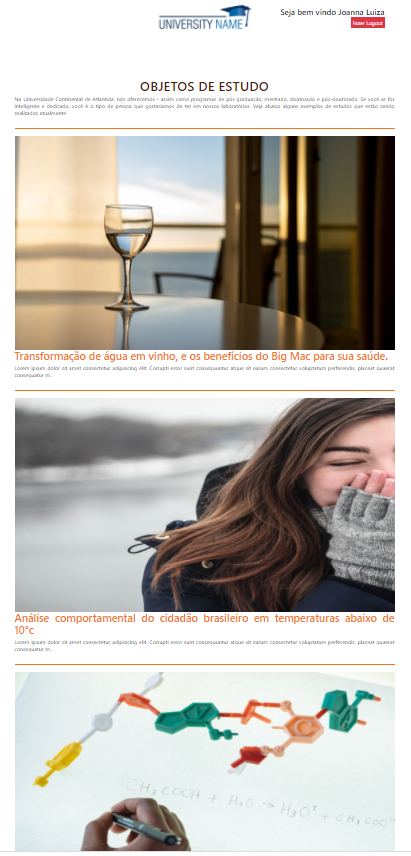 UNIVERSITY NAME
Seja bem vindo Joanna Luiza
Fazer Logout
OBJETOS DE ESTUDO
Na Universidade Continental de Atlântida, nós oferecemos - assim como programas de pós graduação, mestrado, doutorado e pós-doutorado. Se você se for
inteligente e dedicado, você é o tipo de pessoa que gostaríamos de ter em nossos laboratórios. Veja abaixo alguns exemplos de estudos que estão sendo
realizados atualmente.
Transformação de água em vinho, e os benefícios do Big Mac para sua saúde.
Lorem ipsum dolor sit amet consectetur adipisicing elit. Corrupti error sunt consequuntur atque sit earum consectetur voluptatum perferendis, placeat quaerat
consequatur in...
Análise comportamental do cidadão brasileiro em temperaturas abaixo de
10°c
Lorem ipsum dolor sit amet consectetur adipisicing elit. Corrupti error sunt consequuntur atque sit earum consectetur voluptatum perferendis, placeat quaerat
consequatur in...
CH3COOH + H2O → H3O+ + CH3COO-